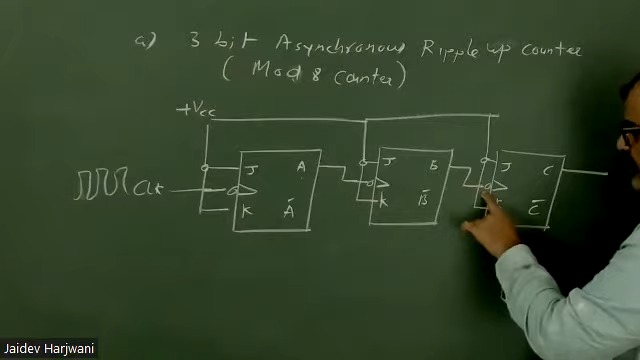 a) 3 bit Asynchronous Ripple up counter
( Mod 8 Counter)
+Vcc
J A J B J C
CLK
K Ā K B̄ C̄
Jaidev Harjwani